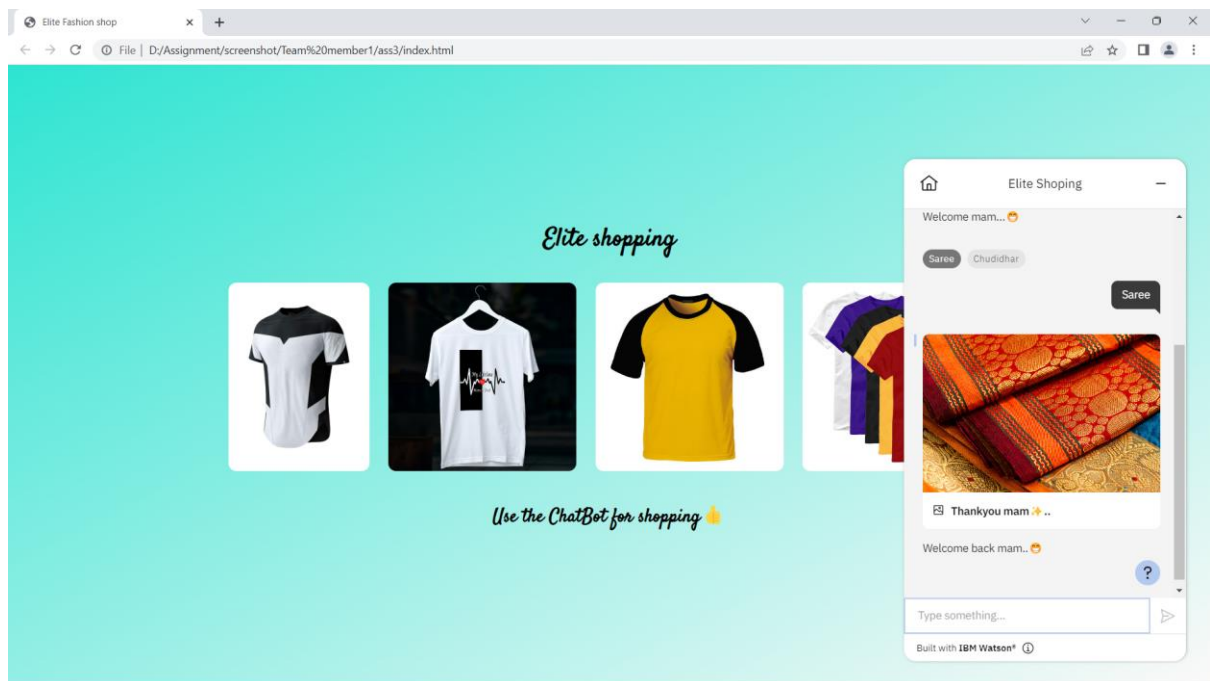 Elite Fashion shop
File | D:/Assignment/screenshot/Team%20member1/ass3/index.html
Elite shopping
Use the ChatBot for shopping 👍
Elite Shoping
Welcome mam... 😁
Saree Chudidhar
Saree
Thankyou mam✨ ..
Welcome back mam.. 😁
?
Type something...
Built with IBM Watson®